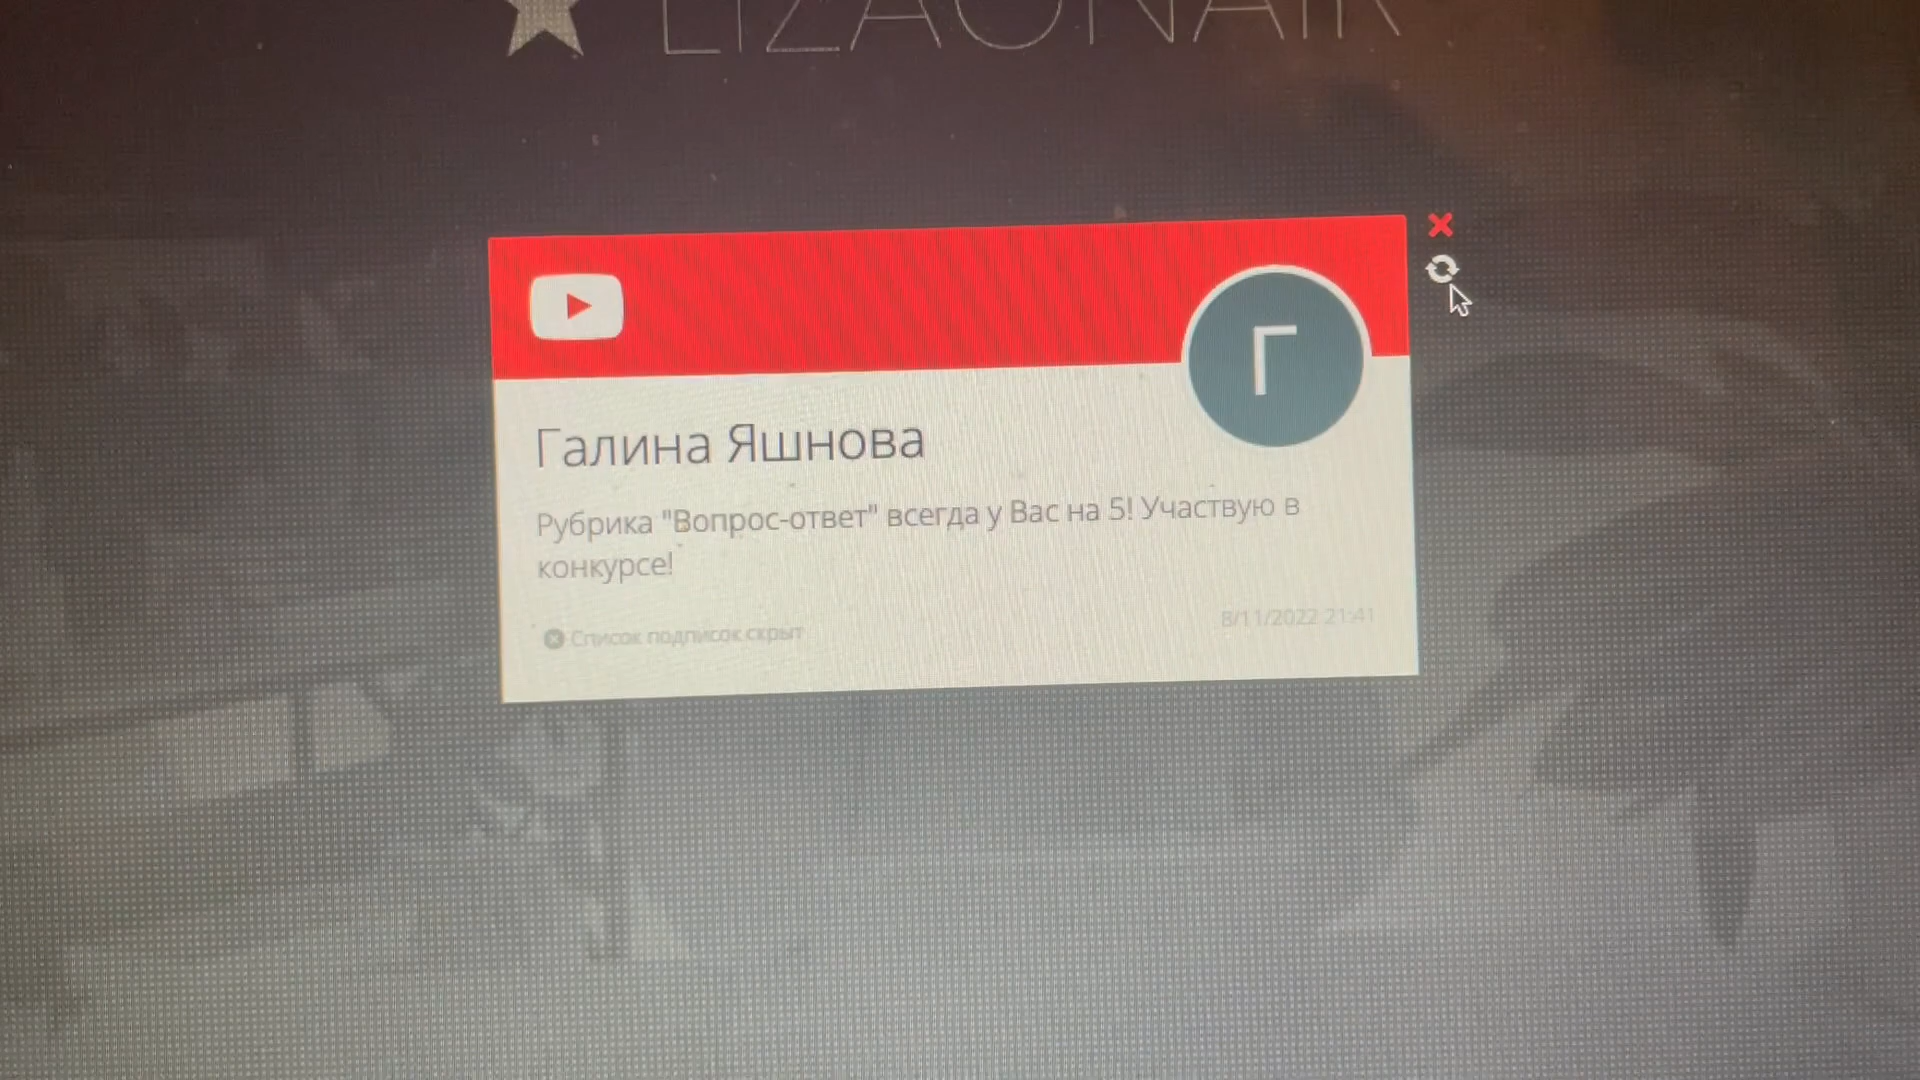 LIZAONAIR
Г
Галина Яшнова
Рубрика "Вопрос-ответ" всегда у Вас на 5! Участвую в
конкурсе!
Список подписок скрыт
8/11/2022 21:41